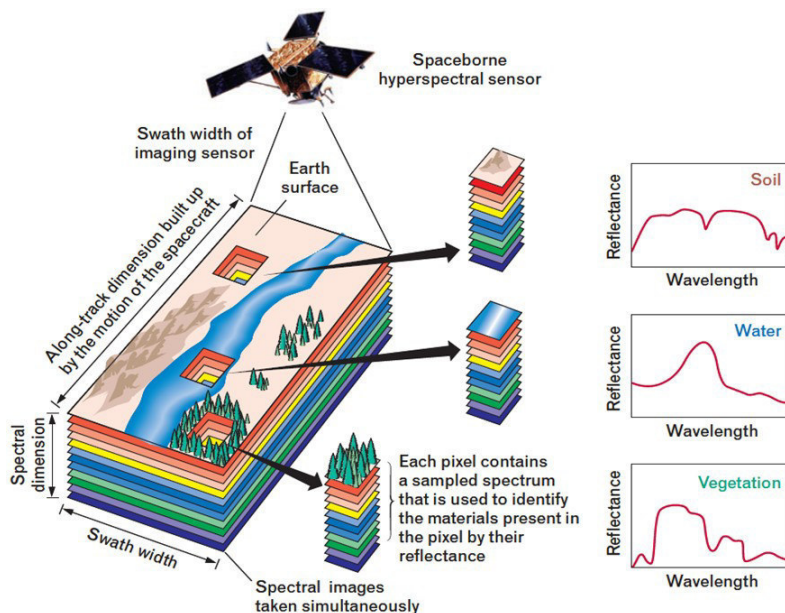 Spaceborne
hyperspectral sensor
Swath width of
imaging sensor
Earth
surface
Along-track dimension built up
by the motion of the spacecraft
Spectral
dimension
Swath width
Spectral images
taken simultaneously
Each pixel contains
a sampled spectrum
that is used to identify
the materials present in
the pixel by their
reflectance
Soil
Reflectance
Wavelength
Water
Reflectance
Wavelength
Vegetation
Reflectance
Wavelength